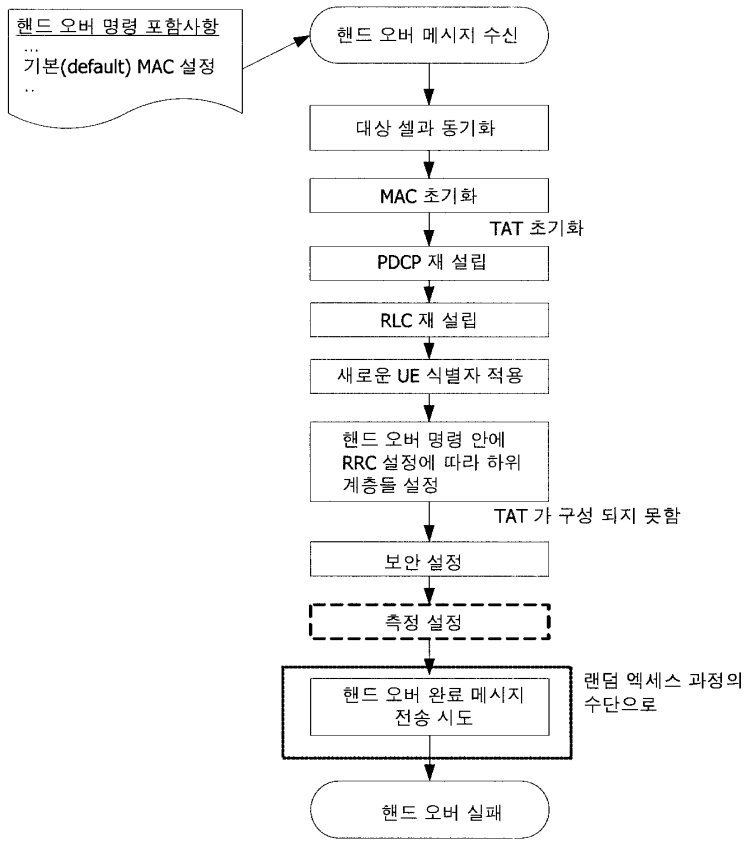 핸드 오버 명령 포함사항
...
기본(default) MAC 설정
..
핸드 오버 메시지 수신
대상 셀과 동기화
MAC 초기화
TAT 초기화
PDCP 재 설립
RLC 재 설립
새로운 UE 식별자 적용
핸드 오버 명령 안에
RRC 설정에 따라 하위
계층들 설정
TAT 가 구성 되지 못함
보안 설정
측정 설정
핸드 오버 완료 메시지
전송 시도
랜덤 엑세스 과정의
수단으로
핸드 오버 실패